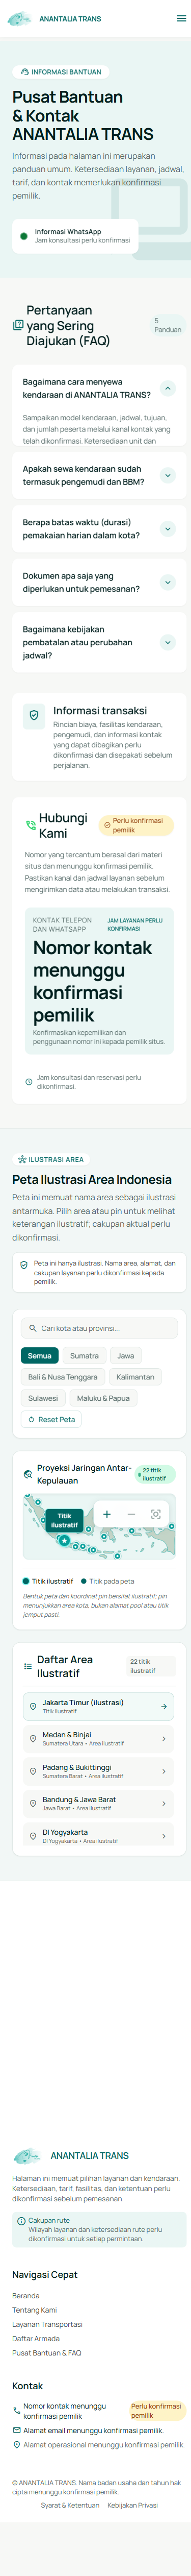 ANANTALIA TRANS
INFORMASI BANTUAN
Pusat Bantuan
& Kontak
ANANTALIA TRANS
Informasi pada halaman ini merupakan
panduan umum. Ketersediaan layanan, jadwal,
tarif, dan kontak memerlukan konfirmasi
pemilik.
Informasi WhatsApp
Jam konsultasi perlu konfirmasi
Pertanyaan
yang Sering
Diajukan (FAQ)
5
Panduan
Bagaimana cara menyewa
kendaraan di ANANTALIA TRANS?
Sampaikan model kendaraan, jadwal, tujuan,
dan jumlah peserta melalui kanal kontak yang
telah dikonfirmasi. Ketersediaan unit dan
Apakah sewa kendaraan sudah
termasuk pengemudi dan BBM?
Berapa batas waktu (durasi)
pemakaian harian dalam kota?
Dokumen apa saja yang
diperlukan untuk pemesanan?
Bagaimana kebijakan
pembatalan atau perubahan
jadwal?
Informasi transaksi
Rincian biaya, fasilitas kendaraan,
pengemudi, dan informasi kontak
yang dapat dibagikan perlu
dikonfirmasi dan disepakati sebelum
perjalanan.
Hubungi
Kami
Perlu konfirmasi
pemilik
Nomor yang tercantum berasal dari materi
situs dan menunggu konfirmasi pemilik.
Pastikan kanal dan jadwal layanan sebelum
mengirimkan data atau melakukan transaksi.
KONTAK TELEPON
DAN WHATSAPP
JAM LAYANAN PERLU
KONFIRMASI
Nomor kontak
menunggu
konfirmasi
pemilik
Konfirmasikan kepemilikan dan
penggunaan nomor ini kepada pemilik situs.
Jam konsultasi dan reservasi perlu
dikonfirmasi.
ILUSTRASI AREA
Peta Ilustrasi Area Indonesia
Peta ini memuat nama area sebagai ilustrasi
antarmuka. Pilih area atau pin untuk melihat
keterangan ilustratif; cakupan aktual perlu
dikonfirmasi.
Peta ini hanya ilustrasi. Nama area, alamat, dan
cakupan layanan perlu dikonfirmasi kepada
pemilik.
Cari kota atau provinsi...
Semua
Sumatra
Jawa
Bali & Nusa Tenggara
Kalimantan
Sulawesi
Maluku & Papua
Reset Peta
Proyeksi Jaringan Antar-
Kepulauan
22 titik
ilustratif
Titik
ilustratif
Titik ilustratif
Titik pada peta
Bentuk peta dan koordinat pin bersifat ilustratif; pin
menunjukkan area kota, bukan alamat pool atau titik
jemput pasti.
Daftar Area
Ilustratif
22 titik
ilustratif
Jakarta Timur (ilustrasi)
Titik ilustratif
Medan & Binjai
Sumatera Utara • Area ilustratif
Padang & Bukittinggi
Sumatera Barat • Area ilustratif
Bandung & Jawa Barat
Jawa Barat • Area ilustratif
DI Yogyakarta
DI Yogyakarta • Area ilustratif
ANANTALIA TRANS
Halaman ini memuat pilihan layanan dan kendaraan.
Ketersediaan, tarif, fasilitas, dan ketentuan perlu
dikonfirmasi sebelum pemesanan.
Cakupan rute
Wilayah layanan dan ketersediaan rute perlu
dikonfirmasi untuk setiap permintaan.
Navigasi Cepat
Beranda
Tentang Kami
Layanan Transportasi
Daftar Armada
Pusat Bantuan & FAQ
Kontak
Nomor kontak menunggu
konfirmasi pemilik
Perlu konfirmasi
pemilik
Alamat email menunggu konfirmasi pemilik.
Alamat operasional menunggu konfirmasi pemilik.
© ANANTALIA TRANS. Nama badan usaha dan tahun hak
cipta menunggu konfirmasi pemilik.
Syarat & Ketentuan
Kebijakan Privasi